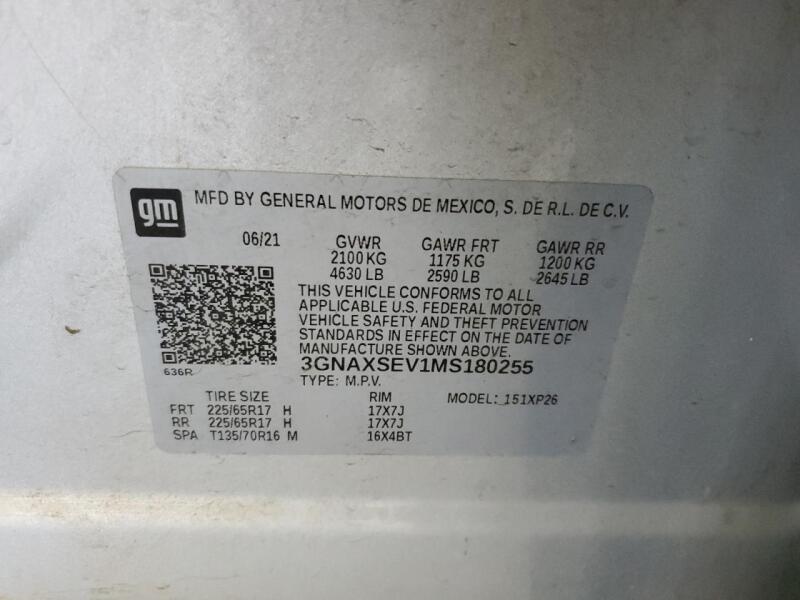 gm MFD BY GENERAL MOTORS DE MEXICO, S. DE R.L. DE C.V.
06/21 GVWR GAWR FRT GAWR RR
2100 KG 1175 KG 1200 KG
4630 LB 2590 LB 2645 LB
THIS VEHICLE CONFORMS TO ALL
APPLICABLE U.S. FEDERAL MOTOR
VEHICLE SAFETY AND THEFT PREVENTION
STANDARDS IN EFFECT ON THE DATE OF
MANUFACTURE SHOWN ABOVE.
636R 3GNAXSEV1MS180255
TYPE: M.P.V.
TIRE SIZE RIM MODEL: 151XP26
FRT 225/65R17 H 17X7J
RR 225/65R17 H 17X7J
SPA T135/70R16 M 16X4BT